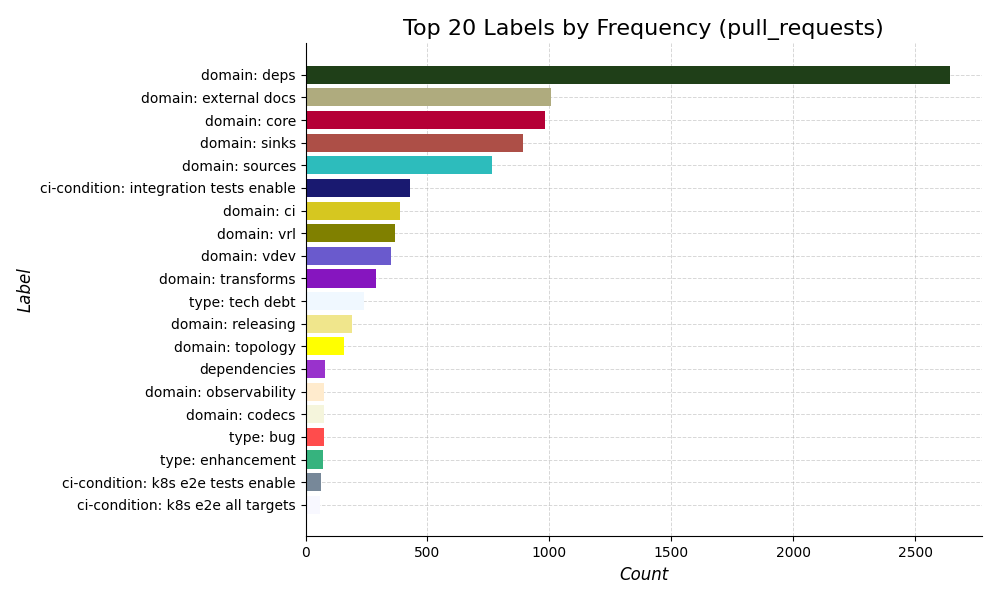 Top 20 Labels by Frequency (pull_requests)
domain: deps
domain: external docs
domain: core
domain: sinks
domain: sources
ci-condition: integration tests enable
domain: ci
domain: vrl
domain: vdev
domain: transforms
type: tech debt
domain: releasing
domain: topology
dependencies
domain: observability
domain: codecs
type: bug
type: enhancement
ci-condition: k8s e2e tests enable
ci-condition: k8s e2e all targets
Label
0 500 1000 1500 2000 2500
Count